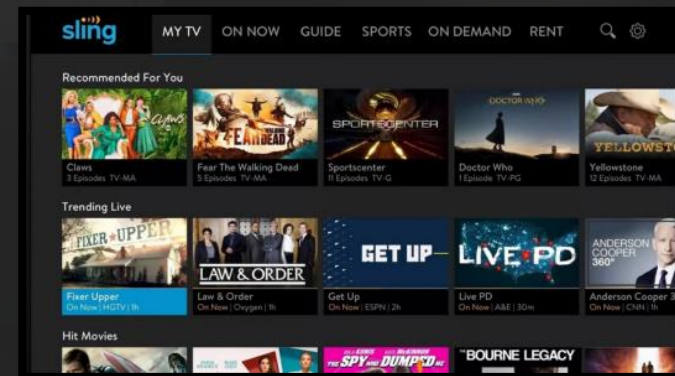 sling
MY TV ON NOW GUIDE SPORTS ON DEMAND RENT
Recommended For You
Claws
FEAR DEAD
SPORTSCENTER
DOCTOR WHO
YELLOWST
Claws
3 Episodes TV-MA
Fear The Walking Dead
5 Episodes TV-MA
Sportscenter
11 Episodes TV-G
Doctor Who
1 Episode TV-PG
Yellowstone
12 Episodes TV-MA
Trending Live
FIXER UPPER
LAW & ORDER
GET UP
LIVE PD
ANDERSON
COOPER
360°
Fixer Upper
On Now | HGTV | 1h
Law & Order
On Now | Oxygen | 1h
Get Up
On Now | ESPN | 2h
Live PD
On Now | A&E | 30m
Anderson Cooper 3
On Now | CNN | 1h
Hit Movies
THE SPY WHO DUMPED ME
BOURNE LEGACY